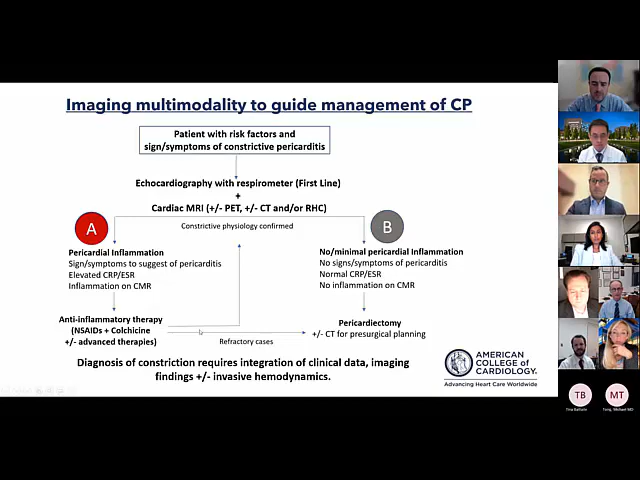 Imaging multimodality to guide management of CP
Patient with risk factors and
sign/symptoms of constrictive pericarditis
Echocardiography with respirometer (First Line)
+
Cardiac MRI (+/- PET, +/- CT and/or RHC)
Constrictive physiology confirmed
A
B
Pericardial Inflammation
Sign/symptoms to suggest of pericarditis
Elevated CRP/ESR
Inflammation on CMR
No/minimal pericardial Inflammation
No signs/symptoms of pericarditis
Normal CRP/ESR
No inflammation on CMR
Anti-inflammatory therapy
(NSAIDs + Colchicine
+/- advanced therapies)
Refractory cases
Pericardiectomy
+/- CT for presurgical planning
Diagnosis of constriction requires integration of clinical data, imaging
findings +/- invasive hemodynamics.
AMERICAN
COLLEGE of
CARDIOLOGY
Advancing Heart Care Worldwide
TB
MT
Tong, Michael MD